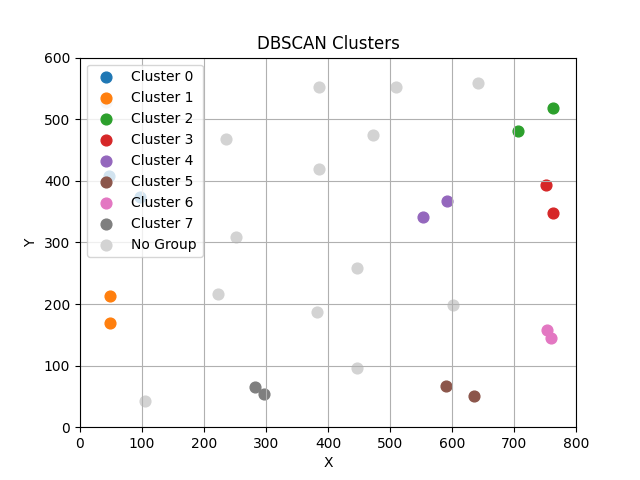 DBSCAN Clusters
600
500
400
300
200
100
0
Y
Cluster 0
Cluster 1
Cluster 2
Cluster 3
Cluster 4
Cluster 5
Cluster 6
Cluster 7
No Group
0 100 200 300 400 500 600 700 800
X